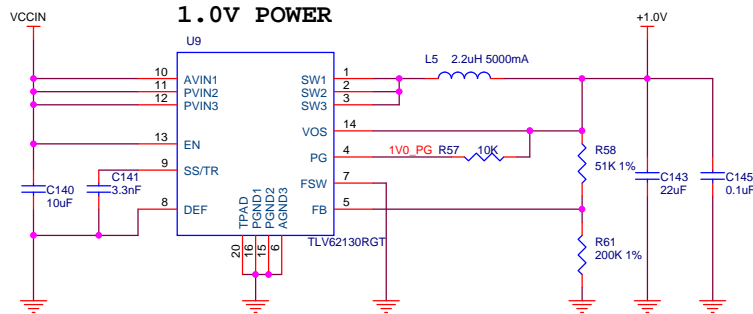 1.0V POWER
VCCIN
+1.0V
U9
L5 2.2uH 5000mA
10 AVIN1
11 PVIN2
12 PVIN3
13 EN
9 SS/TR
8 DEF
SW1 1
SW2 2
SW3 3
VOS 14
PG 4
FSW 7
FB 5
1V0_PG
R57 10K
R58
51K 1%
R61
200K 1%
C140
10uF
C141
3.3nF
C143
22uF
C145
0.1uF
TPAD
PGND1
PGND2
AGND3
20
16
15
6
TLV62130RGT